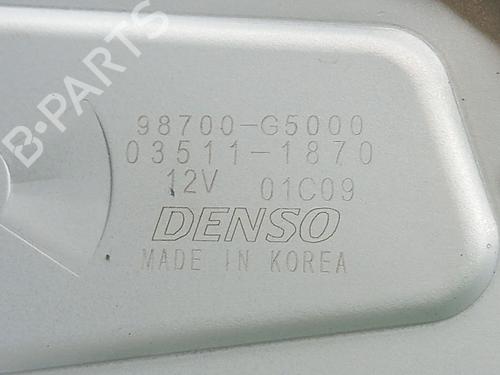 98700-G5000
03511-1870
12V 01C09
DENSO
MADE IN KOREA
B-PARTS